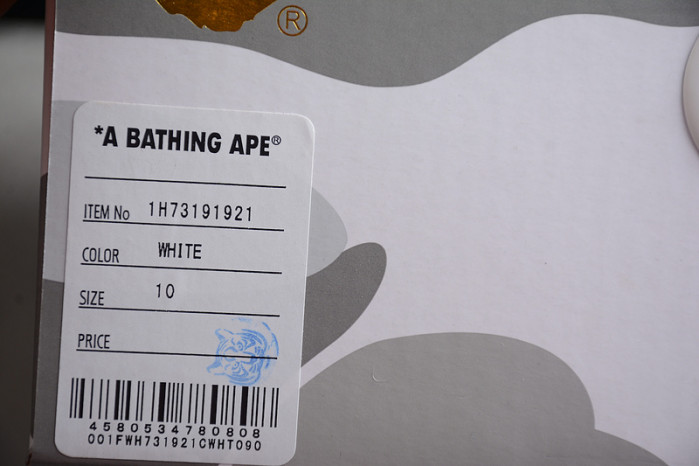 ®
*A BATHING APE®
ITEM No 1H73191921
COLOR WHITE
SIZE 10
PRICE
4580534780808
001FWH731921CWHT090